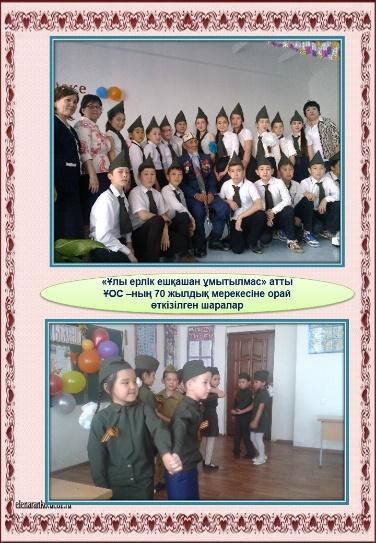 «Ұлы ерлік ешқашан ұмытылмас» атты
ҰОС –ның 70 жылдық мерекесіне орай
өткізілген шаралар